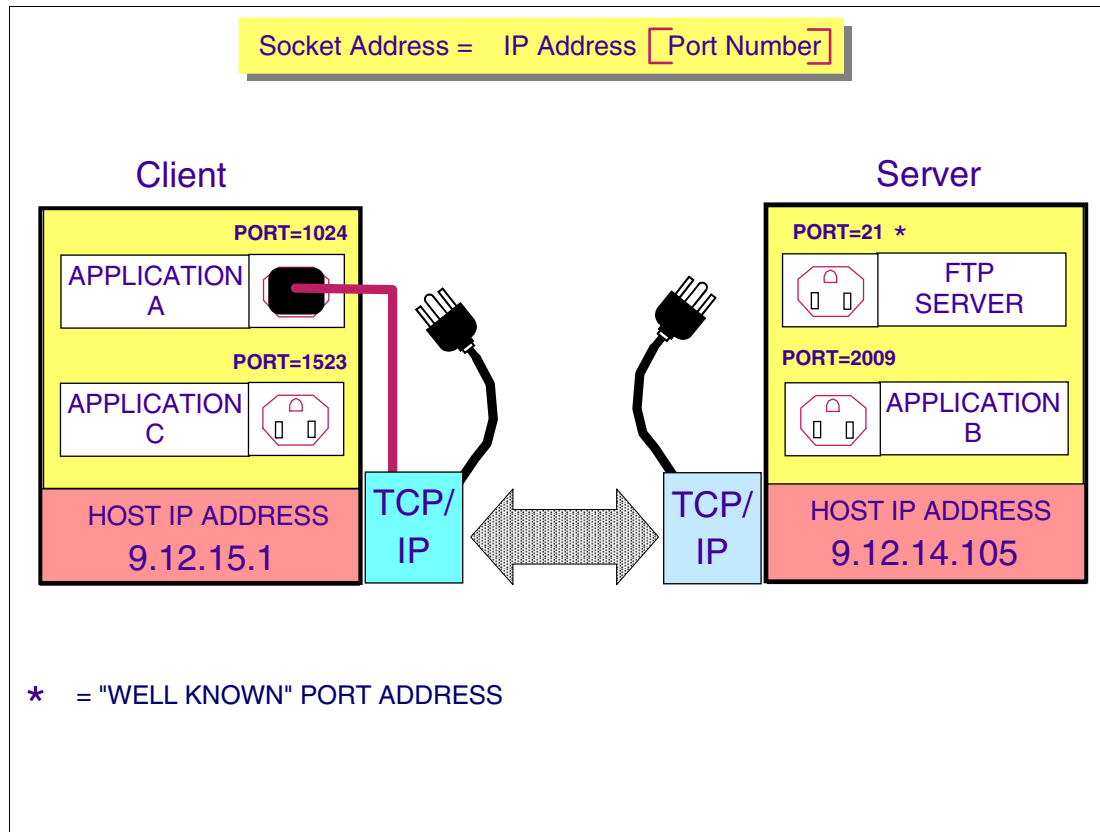 Socket Address = IP Address [Port Number]
Client
Server
PORT=1024
APPLICATION
A
PORT=1523
APPLICATION
C
HOST IP ADDRESS
9.12.15.1
TCP/
IP
TCP/
IP
PORT=21 *
FTP
SERVER
PORT=2009
APPLICATION
B
HOST IP ADDRESS
9.12.14.105
* = "WELL KNOWN" PORT ADDRESS